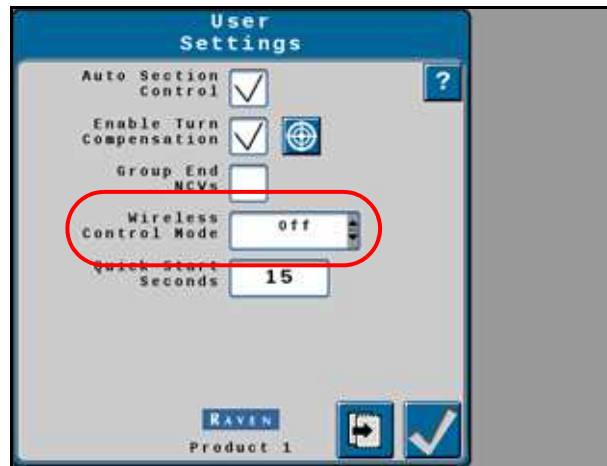 User
Settings
Auto Section
Control
?
Enable Turn
Compensation
Group End
NCVs
Wireless
Control Mode
Off
Quick Start
Seconds
15
RAVEN
Product 1